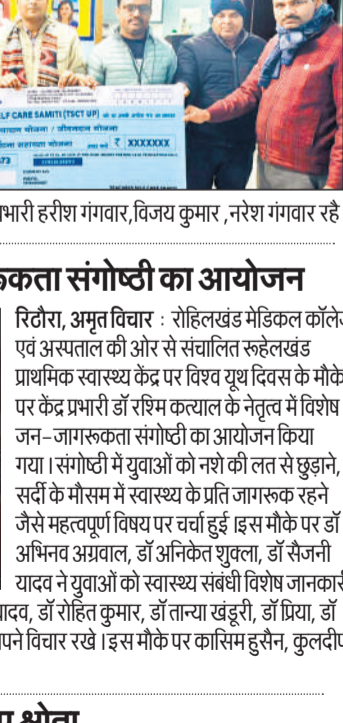 ELF CARE SAMITI (TSCT UP)
₹ XXXXXXX
भारी हरीश गंगवार,विजय कुमार ,नरेश गंगवार रहै
कता संगोष्ठी का आयोजन
रिठौरा, अमृत विचार : रोहिलखंड मेडिकल कॉलेज
एवं अस्पताल की ओर से संचालित रूहेलखंड
प्राथमिक स्वास्थ्य केंद्र पर विश्व यूथ दिवस के मौके
पर केंद्र प्रभारी डॉ रश्मि कत्याल के नेतृत्व में विशेष
जन-जागरूकता संगोष्ठी का आयोजन किया
गया। संगोष्ठी में युवाओं को नशे की लत से छुड़ाने,
सर्दी के मौसम में स्वास्थ्य के प्रति जागरूक रहने
जैसे महत्वपूर्ण विषय पर चर्चा हुई।इस मौके पर डॉ
अभिनव अग्रवाल, डॉ अनिकेत शुक्ला, डॉ सैजनी
यादव ने युवाओं को स्वास्थ्य संबंधी विशेष जानकारी
यादव, डॉ रोहित कुमार, डॉ तान्या खंडूरी, डॉ प्रिया, डॉ
पने विचार रखे।इस मौके पर कासिम हुसैन, कुलदीप